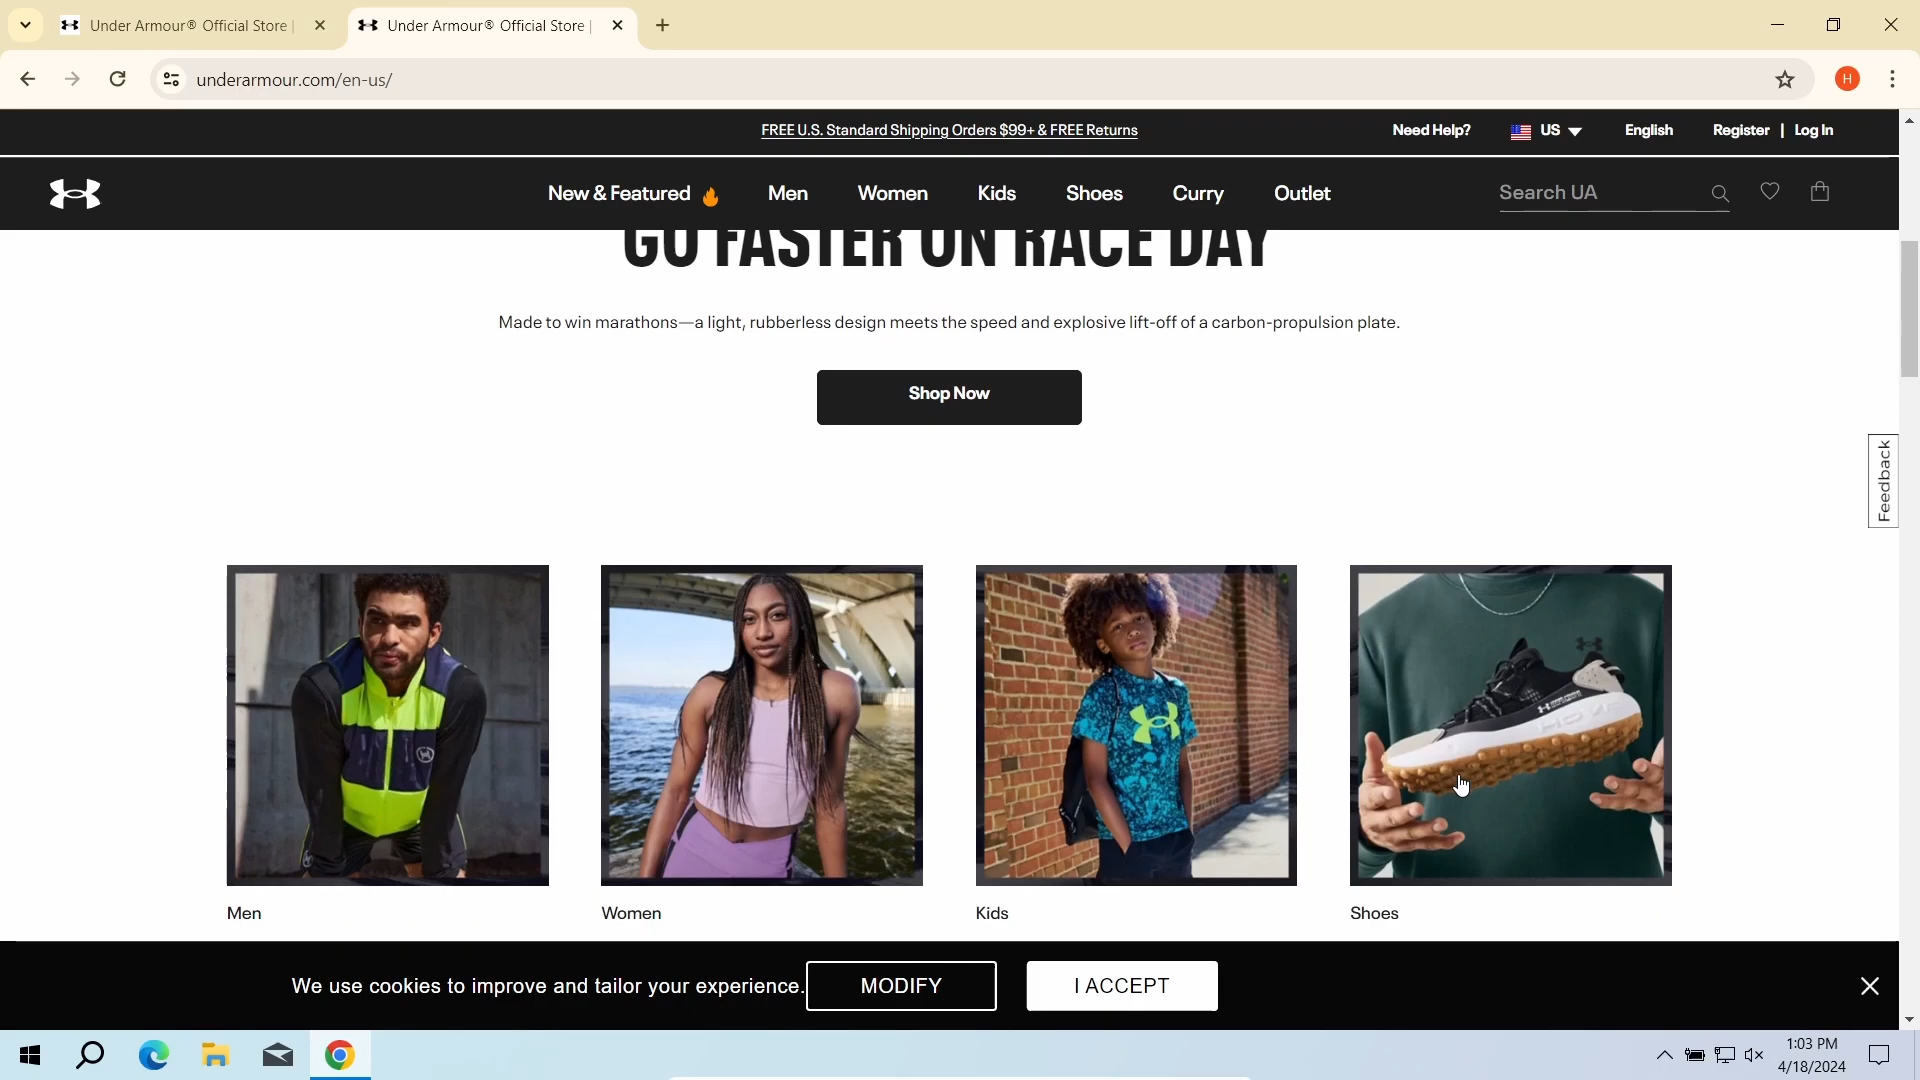 Under Armour® Official Store |
Under Armour® Official Store |
underarmour.com/en-us/
H
FREE U.S. Standard Shipping Orders $99+ & FREE Returns
Need Help?
US
English
Register | Log In
New & Featured
Men
Women
Kids
Shoes
Curry
Outlet
Search UA
GO FASTER ON RACE DAY
Made to win marathons—a light, rubberless design meets the speed and explosive lift-off of a carbon-propulsion plate.
Shop Now
Feedback
Men
Women
Kids
Shoes
We use cookies to improve and tailor your experience.
MODIFY
I ACCEPT
1:03 PM
4/18/2024